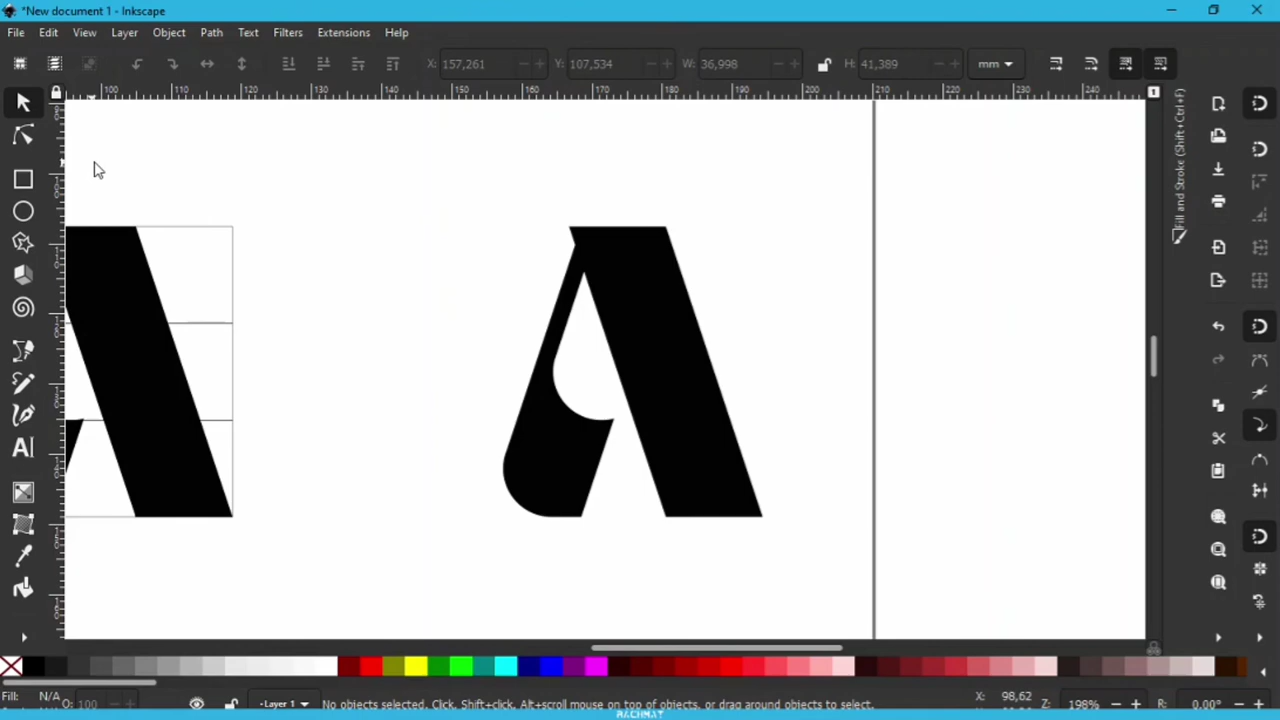 *New document 1 - Inkscape
File Edit View Layer Object Path Text Filters Extensions Help
X: 157,261 Y: 107,534 W: 36,998 H: 41,389 mm
100 110 120 130 140 150 160 170 180 190 200 210 220 230 240
1
Fill and Stroke (Shift+Ctrl+F)
A
Fill: N/A O: 100 Layer 1 No objects selected. Click, Shift+click, Alt+scroll mouse on top of objects, or drag around objects to select. X: 98,62 Z: 198% R: 0,00°
RACHMAT